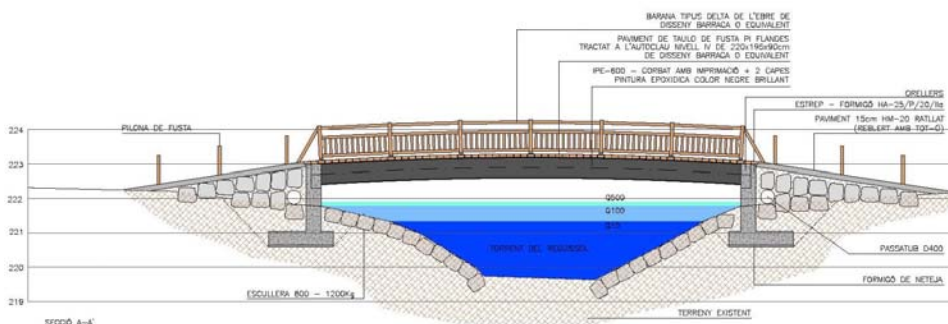 BARANA TIPUS DELTA DE L'EBRE DE
DISSENY BARRACA O EQUIVALENT
PAVIMENT DE TAULO DE FUSTA PI FLANDES
TRACTAT A L'AUTOCLAU NIVELL IV DE 220x195x90cm
DE DISSENY BARRACA O EQUIVALENT
IPE-600 - CORBAT AMB IMPRIMACIÓ + 2 CAPES
PINTURA EPOXIDICA COLOR NEGRE BRILLANT
ORELLERS
ESTREP - FORMIGÓ HA-25/P/20/IIa
PAVIMENT 15cm HM-20 RATLLAT
(REBLERT AMB TOT-U)
PILONA DE FUSTA
224
223
222
221
220
219
Q500
Q100
Q10
TORRENT DEL
PASSATUB D400
ESCULLERA 800 - 1200Kg
FORMIGÓ DE NETEJA
TERRENY EXISTENT
SECCIÓ A-A'